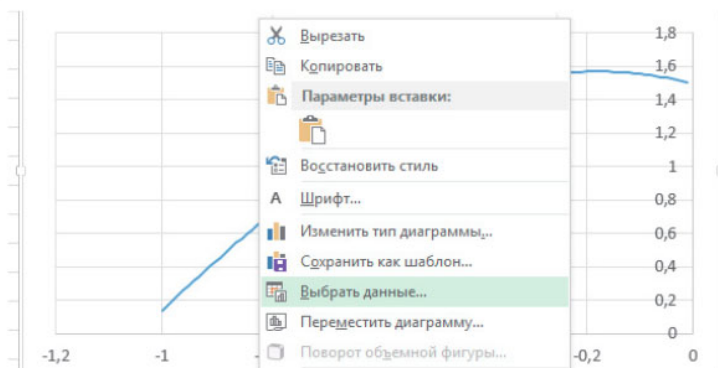 Вырезать
Копировать
Параметры вставки:
Восстановить стиль
А Шрифт...
Изменить тип диаграммы...
Сохранить как шаблон...
Выбрать данные...
Переместить диаграмму...
Поворот объемной фигуры...
1,8
1,6
1,4
1,2
1
0,8
0,6
0,4
0,2
0
-1,2
-1
-0,2
0